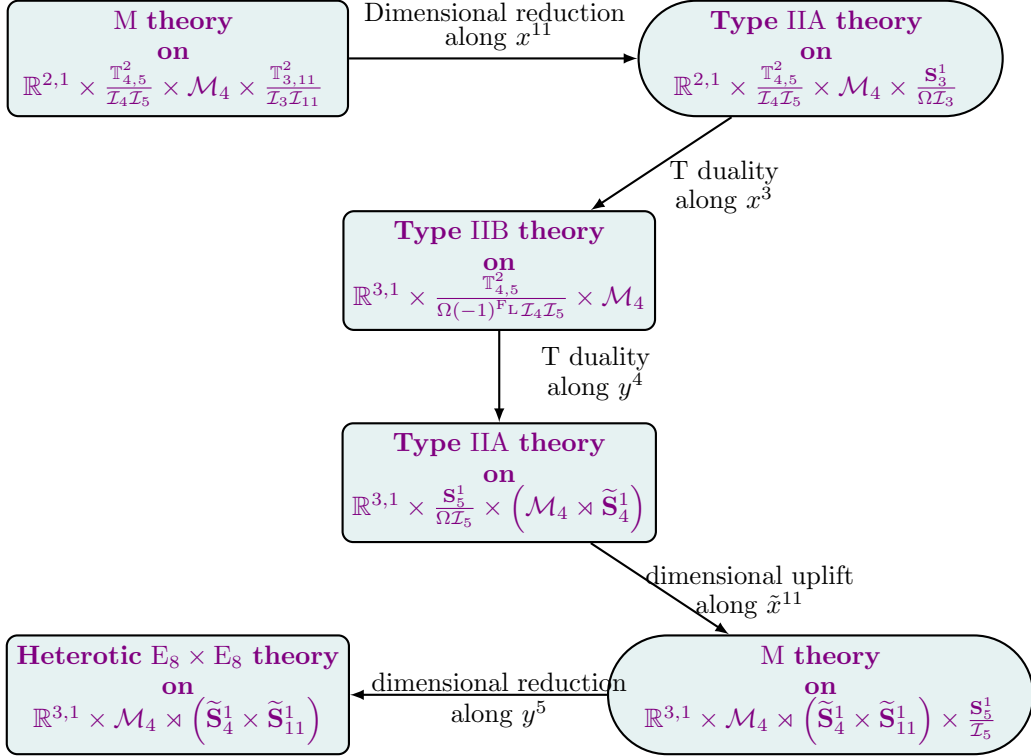 M theory
on
ℝ^{2,1} × 𝕋²_{4,5}/(ℐ₄ℐ₅) × ℳ₄ × 𝕋²_{3,11}/(ℐ₃ℐ₁₁)
Dimensional reduction
along x^{11}
Type IIA theory
on
ℝ^{2,1} × 𝕋²_{4,5}/(ℐ₄ℐ₅) × ℳ₄ × 𝐒¹₃/(Ωℐ₃)
T duality
along x³
Type IIB theory
on
ℝ^{3,1} × 𝕋²_{4,5}/(Ω(−1)^{F_L}ℐ₄ℐ₅) × ℳ₄
T duality
along y⁴
Type IIA theory
on
ℝ^{3,1} × 𝐒¹₅/(Ωℐ₅) × (ℳ₄ ⋊ S̃¹₄)
dimensional uplift
along x̃^{11}
M theory
on
ℝ^{3,1} × ℳ₄ ⋊ (S̃¹₄ × S̃¹₁₁) × 𝐒¹₅/ℐ₅
dimensional reduction
along y⁵
Heterotic E₈ × E₈ theory
on
ℝ^{3,1} × ℳ₄ ⋊ (S̃¹₄ × S̃¹₁₁)